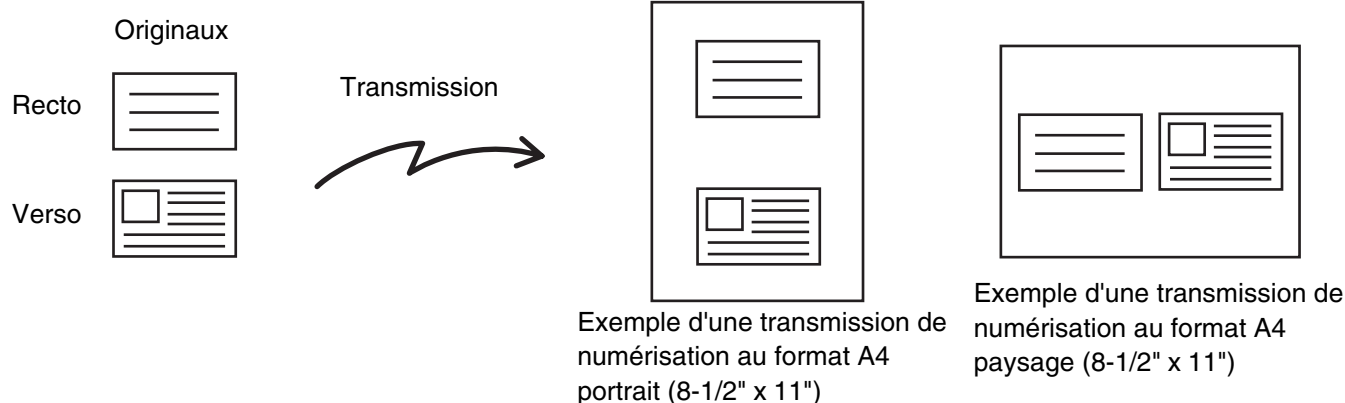 Originaux
Recto
Transmission
Verso
Exemple d'une transmission de
numérisation au format A4
portrait (8-1/2" x 11")
Exemple d'une transmission de
numérisation au format A4
paysage (8-1/2" x 11")